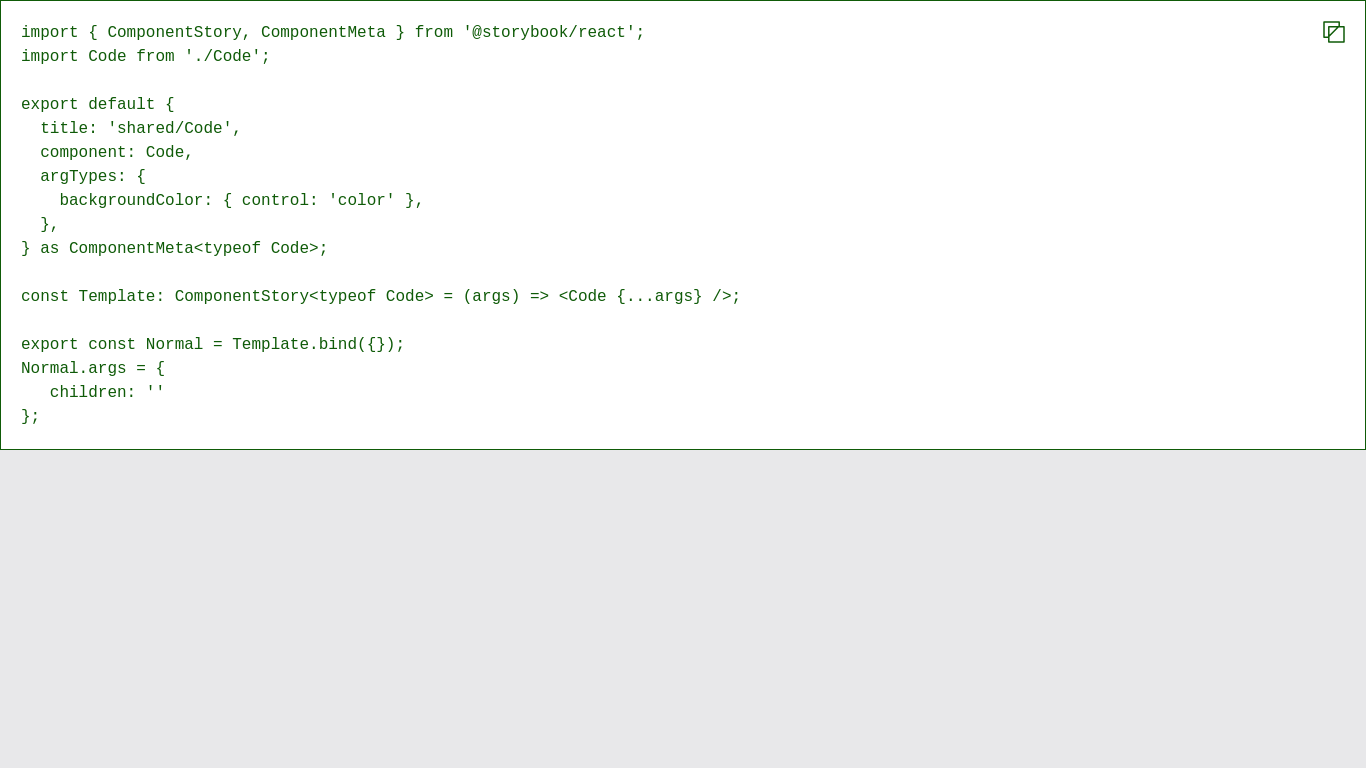 import { ComponentStory, ComponentMeta } from '@storybook/react';
import Code from './Code';

export default {
  title: 'shared/Code',
  component: Code,
  argTypes: {
    backgroundColor: { control: 'color' },
  },
} as ComponentMeta<typeof Code>;

const Template: ComponentStory<typeof Code> = (args) => <Code {...args} />;

export const Normal = Template.bind({});
Normal.args = {
   children: ''
};